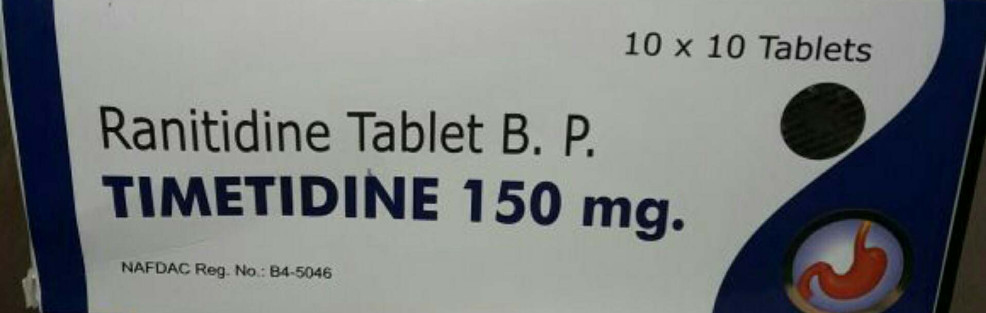 10 x 10 Tablets
Ranitidine Tablet B. P.
TIMETIDINE 150 mg.
NAFDAC Reg. No.: B4-5046